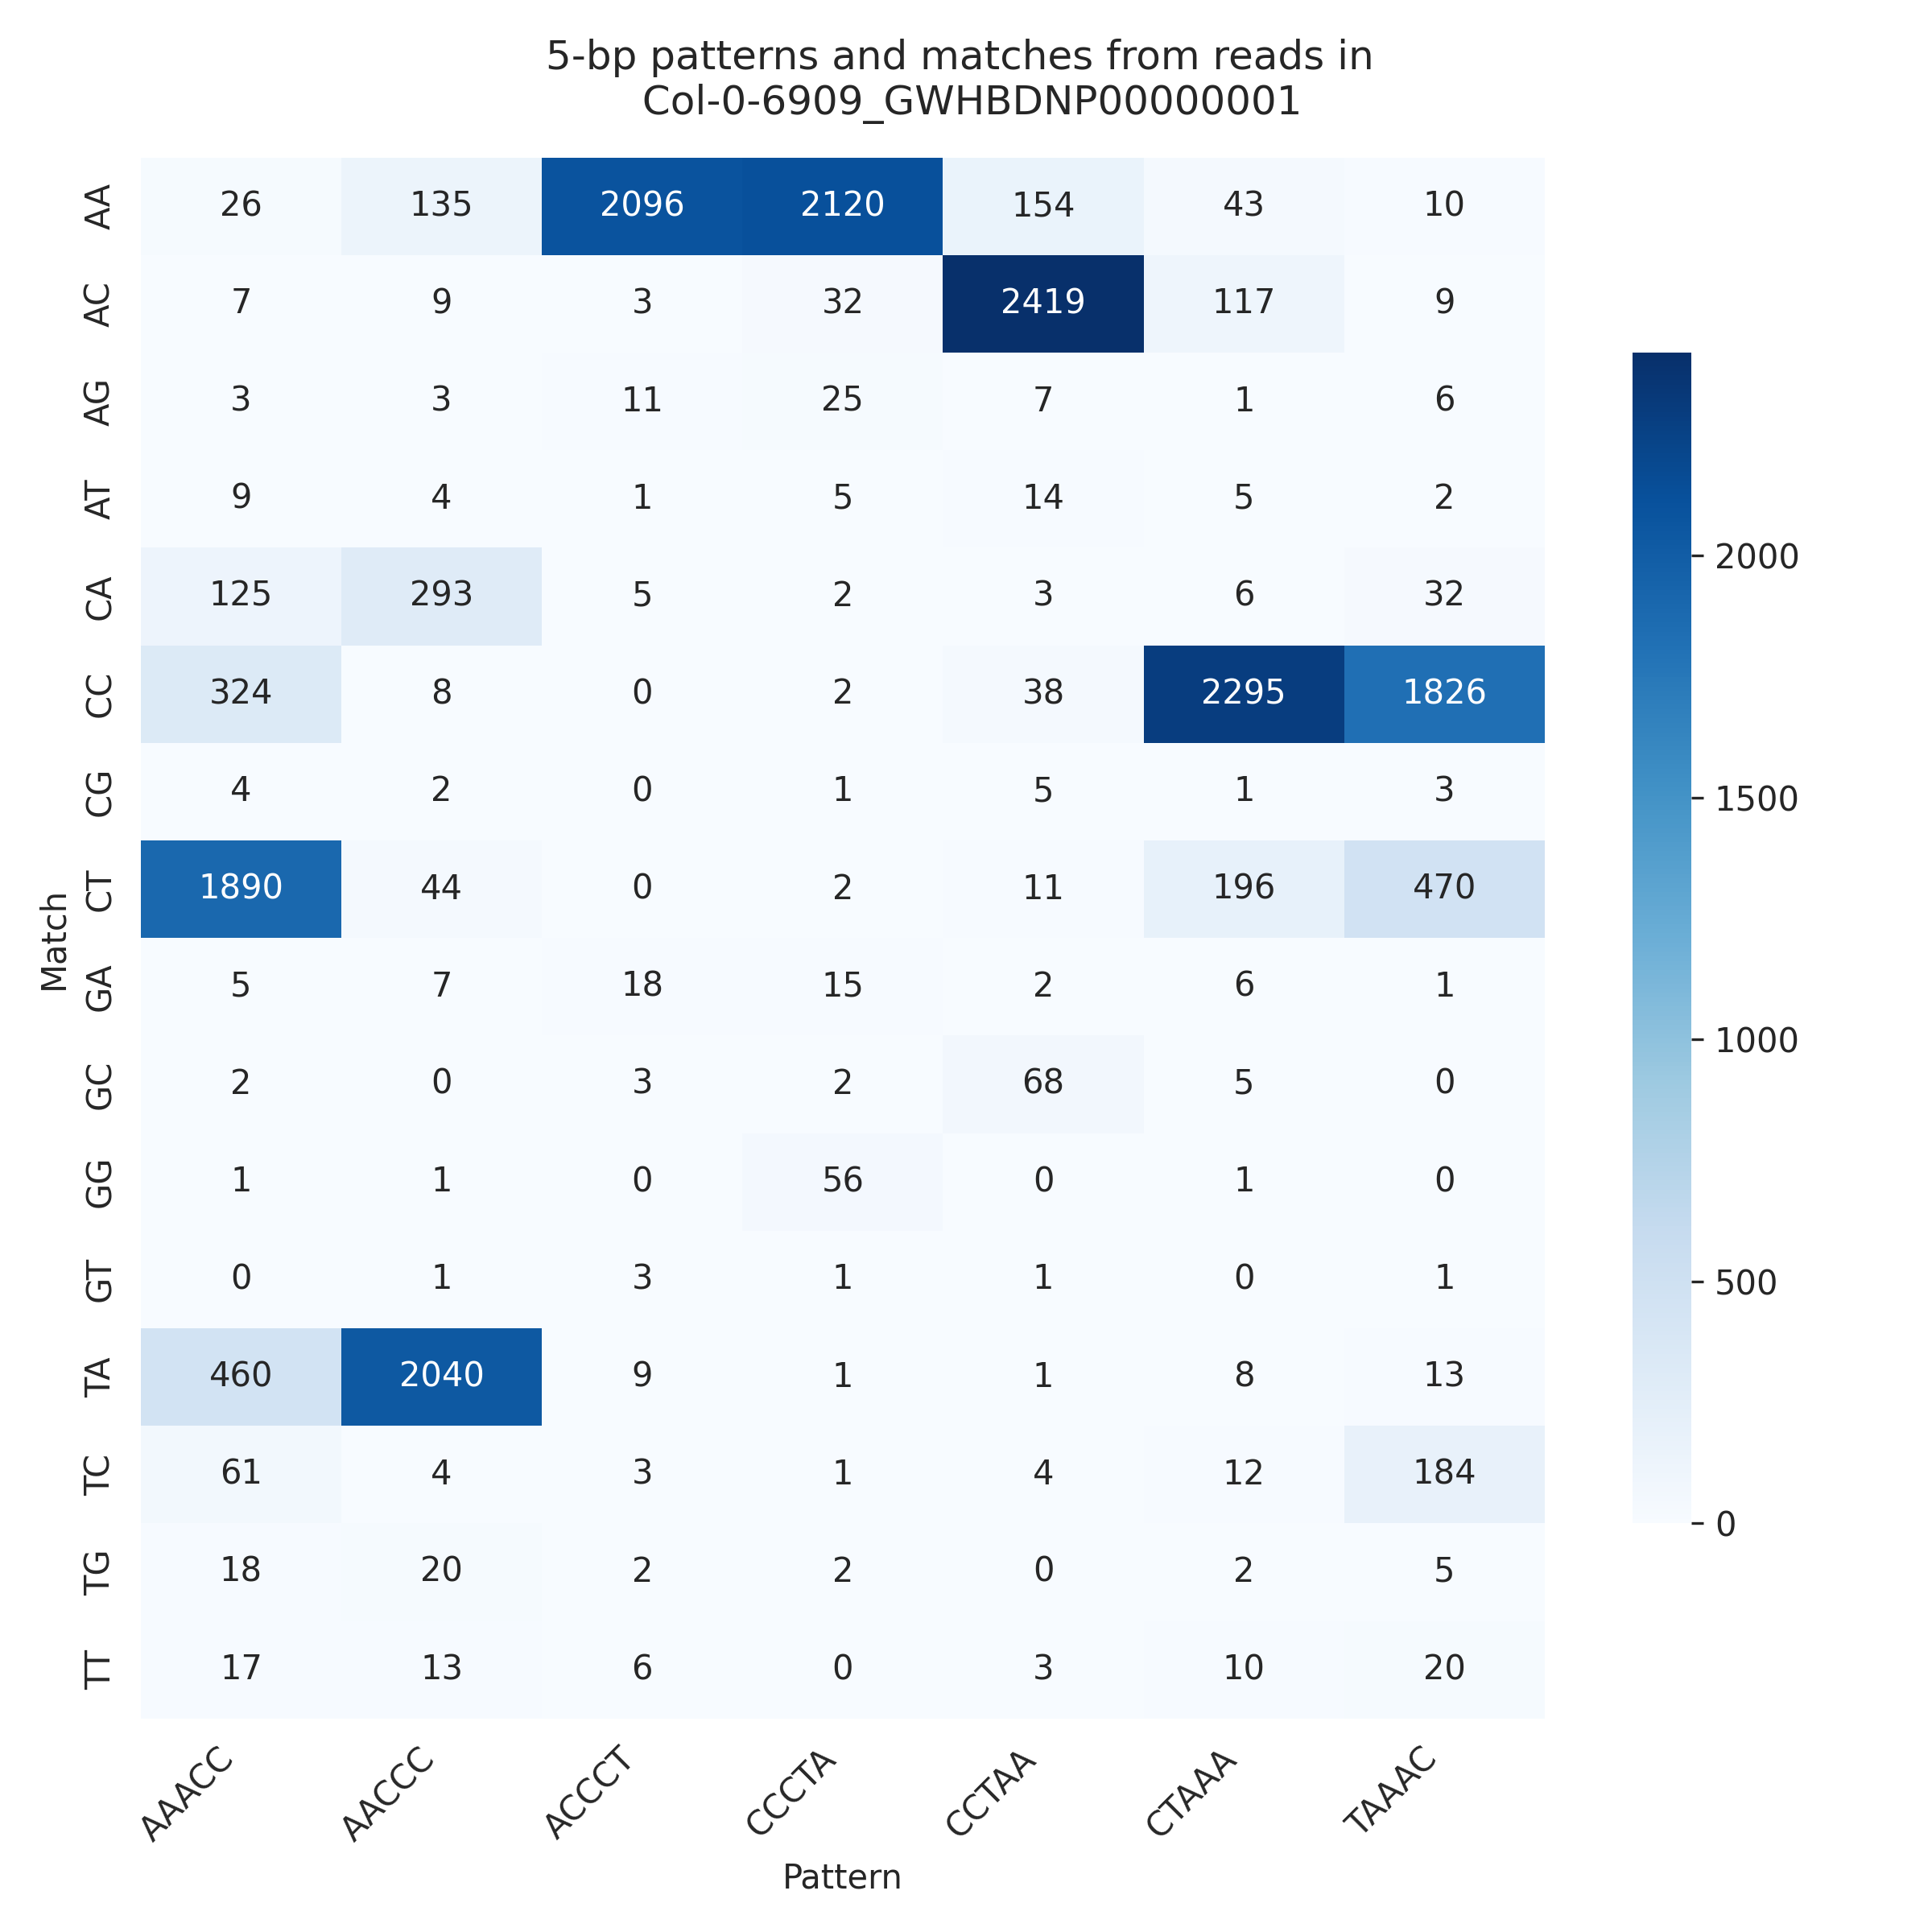 5-bp patterns and matches from reads in
Col-0-6909_GWHBDNP00000001
AA 26 135 2096 2120 154 43 10
AC 7 9 3 32 2419 117 9
AG 3 3 11 25 7 1 6
AT 9 4 1 5 14 5 2
CA 125 293 5 2 3 6 32
CC 324 8 0 2 38 2295 1826
CG 4 2 0 1 5 1 3
CT 1890 44 0 2 11 196 470
GA 5 7 18 15 2 6 1
GC 2 0 3 2 68 5 0
GG 1 1 0 56 0 1 0
GT 0 1 3 1 1 0 1
TA 460 2040 9 1 1 8 13
TC 61 4 3 1 4 12 184
TG 18 20 2 2 0 2 5
TT 17 13 6 0 3 10 20
Match
AAACC AACCC ACCCT CCCTA CCTAA CTAAA TAAAC
Pattern
2000
1500
1000
500
0